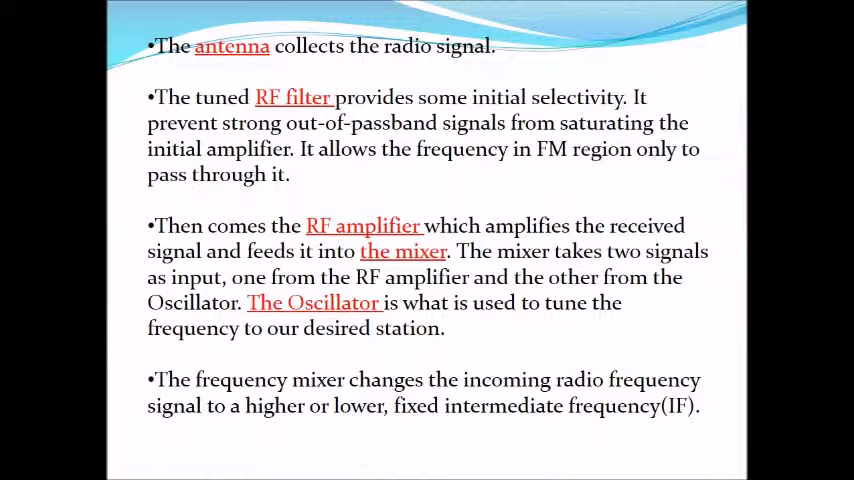 •The antenna collects the radio signal.
•The tuned RF filter provides some initial selectivity. It
prevent strong out-of-passband signals from saturating the
initial amplifier. It allows the frequency in FM region only to
pass through it.
•Then comes the RF amplifier which amplifies the received
signal and feeds it into the mixer. The mixer takes two signals
as input, one from the RF amplifier and the other from the
Oscillator. The Oscillator is what is used to tune the
frequency to our desired station.
•The frequency mixer changes the incoming radio frequency
signal to a higher or lower, fixed intermediate frequency(IF).